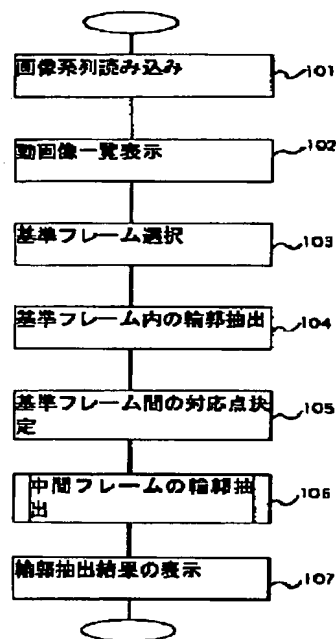 画像系列読み込み
101
動画像一覧表示
102
基準フレーム選択
103
基準フレーム内の輪郭抽出
104
基準フレーム間の対応点決
定
105
中間フレームの輪郭抽
出
106
輪郭抽出結果の表示
107